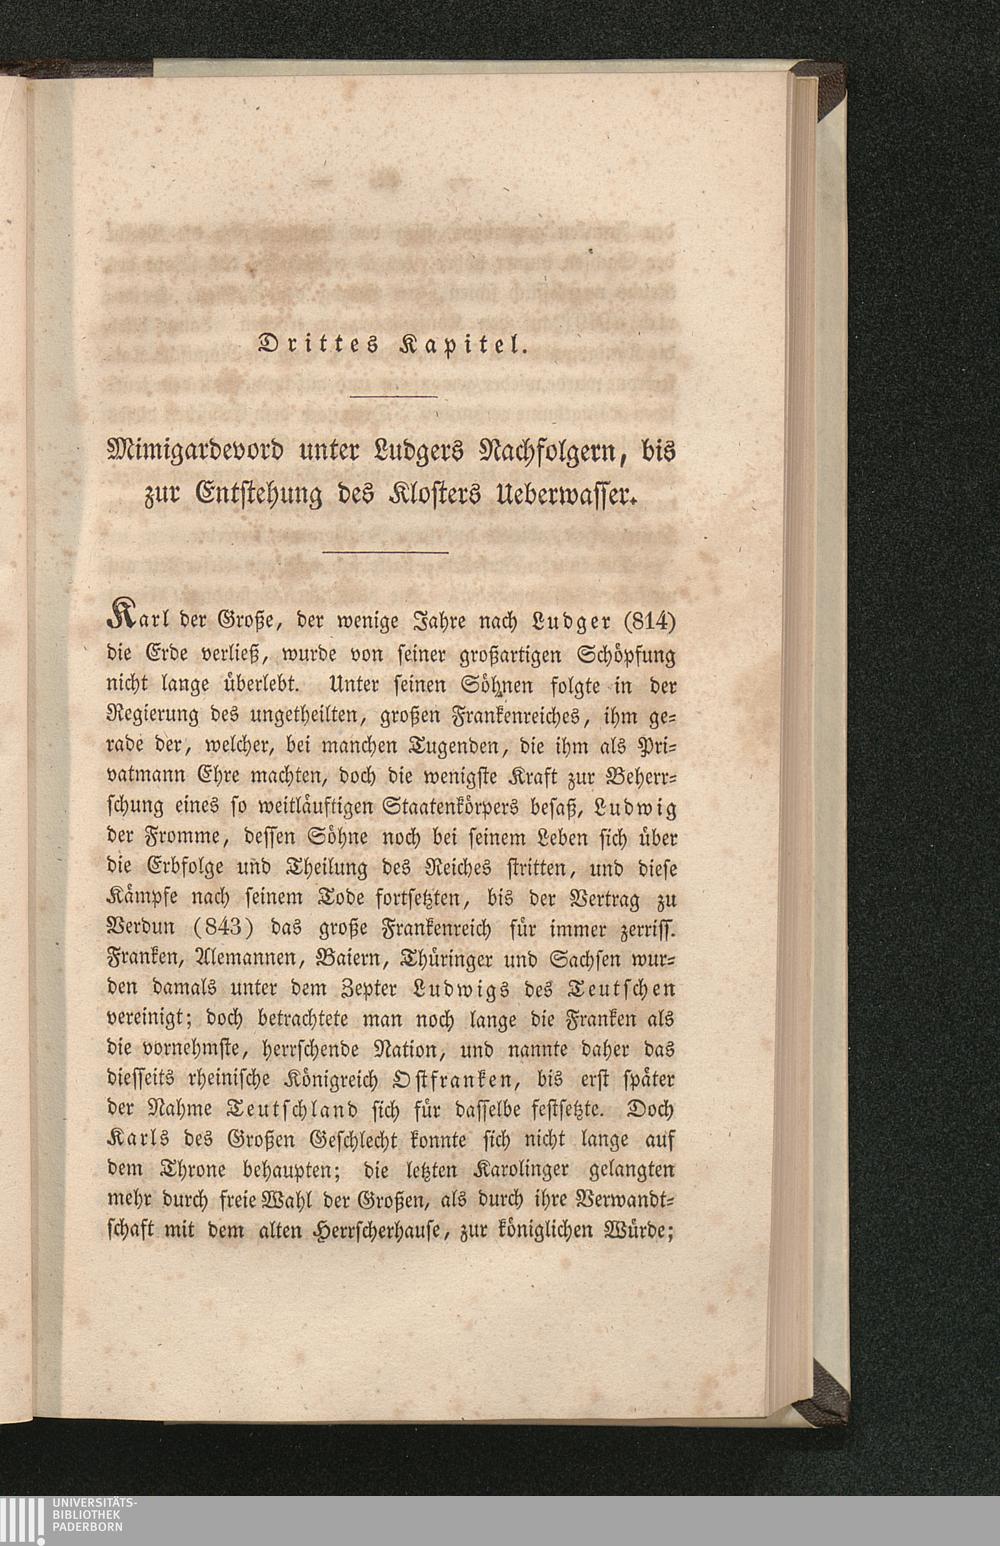 Drittes Kapitel.
Mimigardevord unter Ludgers Nachfolgern, bis
zur Entstehung des Klosters Ueberwasser.
Karl der Große, der wenige Jahre nach Ludger (814)
die Erde verließ, wurde von seiner großartigen Schöpfung
nicht lange überlebt. Unter seinen Söhnen folgte in der
Regierung des ungetheilten, großen Frankenreiches, ihm ge-
rade der, welcher, bei manchen Tugenden, die ihm als Pri-
vatmann Ehre machten, doch die wenigste Kraft zur Beherr-
schung eines so weitläuftigen Staatenkörpers besaß, Ludwig
der Fromme, dessen Söhne noch bei seinem Leben sich über
die Erbfolge und Theilung des Reiches stritten, und diese
Kämpfe nach seinem Tode fortsetzten, bis der Vertrag zu
Verdun (843) das große Frankenreich für immer zerriss.
Franken, Alemannen, Baiern, Thüringer und Sachsen wur-
den damals unter dem Zepter Ludwigs des Teutschen
vereinigt; doch betrachtete man noch lange die Franken als
die vornehmste, herrschende Nation, und nannte daher das
diesseits rheinische Königreich Ostfranken, bis erst später
der Nahme Teutschland sich für dasselbe festsetzte. Doch
Karls des Großen Geschlecht konnte sich nicht lange auf
dem Throne behaupten; die letzten Karolinger gelangten
mehr durch freie Wahl der Großen, als durch ihre Verwandt-
schaft mit dem alten Herrscherhause, zur königlichen Würde;
UNIVERSITÄTS-
BIBLIOTHEK
PADERBORN